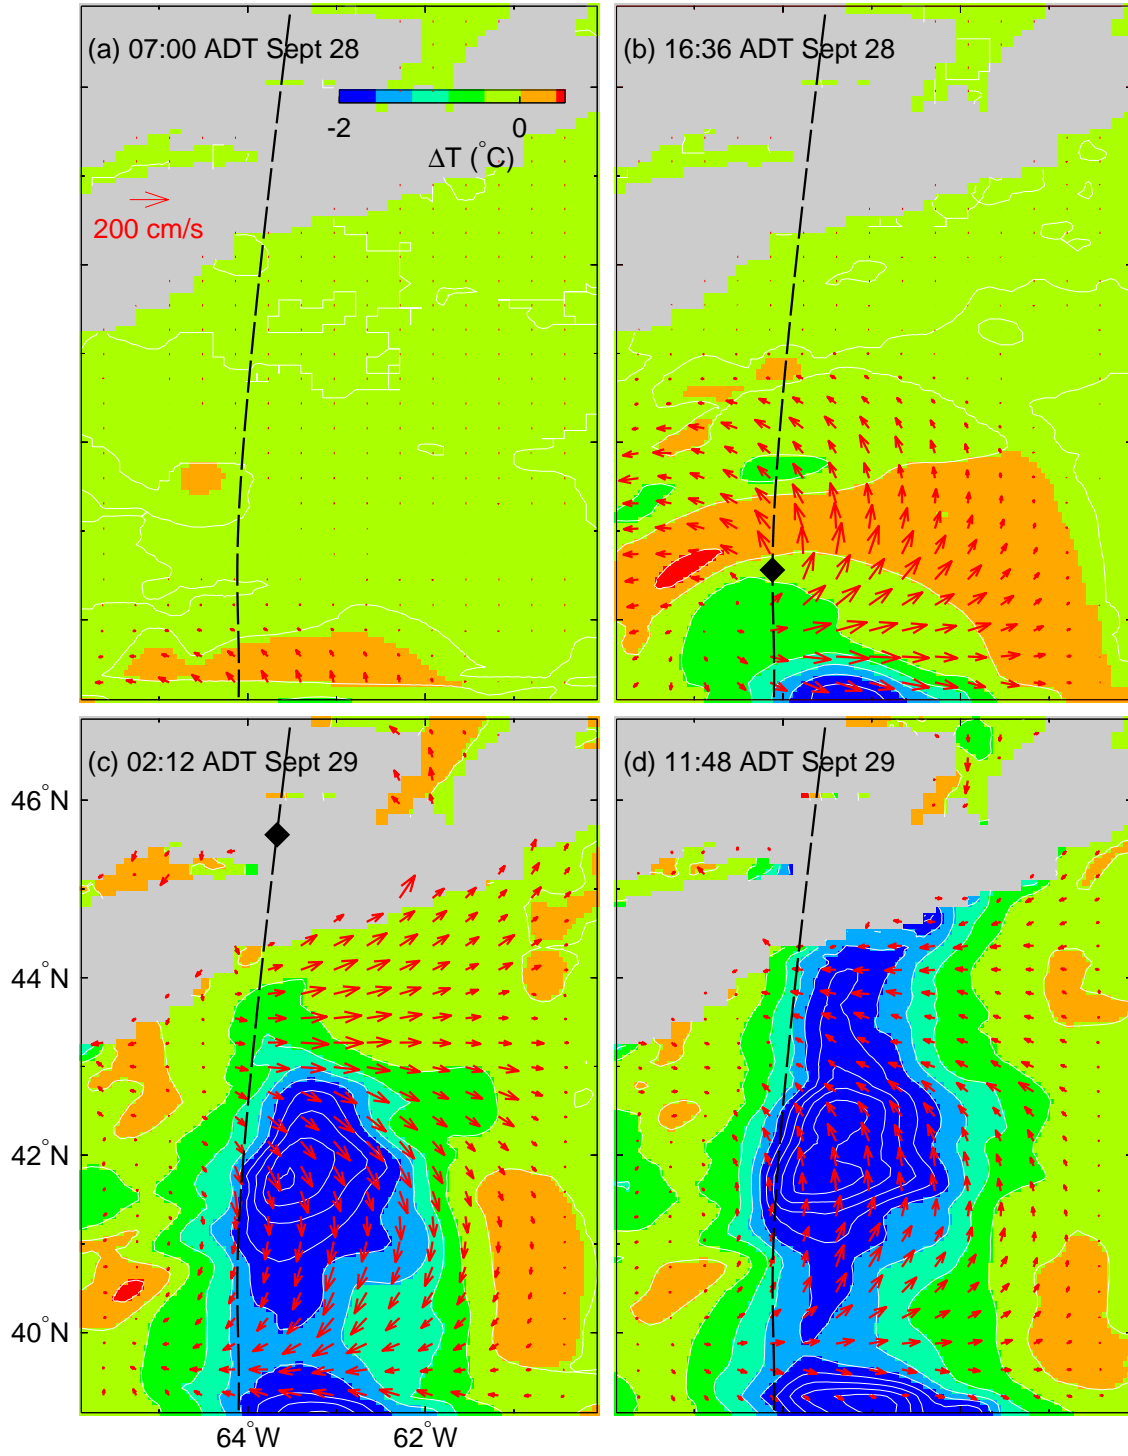 (a) 07:00 ADT Sept 28
-2 0
ΔT (°C)
200 cm/s
(b) 16:36 ADT Sept 28
(c) 02:12 ADT Sept 29
(d) 11:48 ADT Sept 29
46°N
44°N
42°N
40°N
64°W 62°W